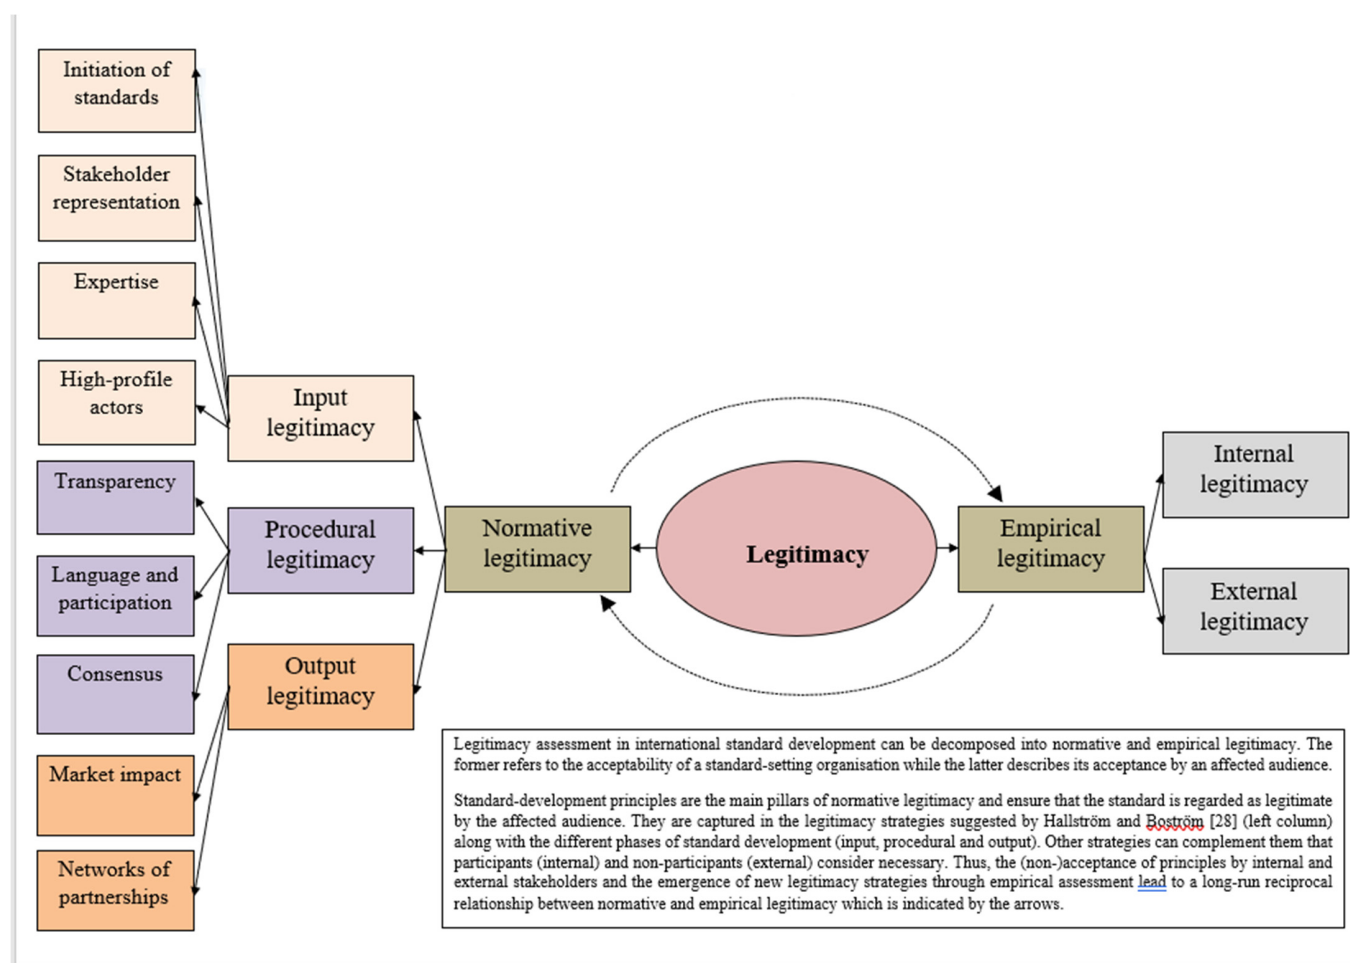 Initiation of
standards
Stakeholder
representation
Expertise
High-profile
actors
Transparency
Language and
participation
Consensus
Market impact
Networks of
partnerships
Input
legitimacy
Procedural
legitimacy
Output
legitimacy
Normative
legitimacy
Legitimacy
Empirical
legitimacy
Internal
legitimacy
External
legitimacy
Legitimacy assessment in international standard development can be decomposed into normative and empirical legitimacy. The
former refers to the acceptability of a standard-setting organisation while the latter describes its acceptance by an affected audience.
Standard-development principles are the main pillars of normative legitimacy and ensure that the standard is regarded as legitimate
by the affected audience. They are captured in the legitimacy strategies suggested by Hallström and Boström [28] (left column)
along with the different phases of standard development (input, procedural and output). Other strategies can complement them that
participants (internal) and non-participants (external) consider necessary. Thus, the (non-)acceptance of principles by internal and
external stakeholders and the emergence of new legitimacy strategies through empirical assessment lead to a long-run reciprocal
relationship between normative and empirical legitimacy which is indicated by the arrows.